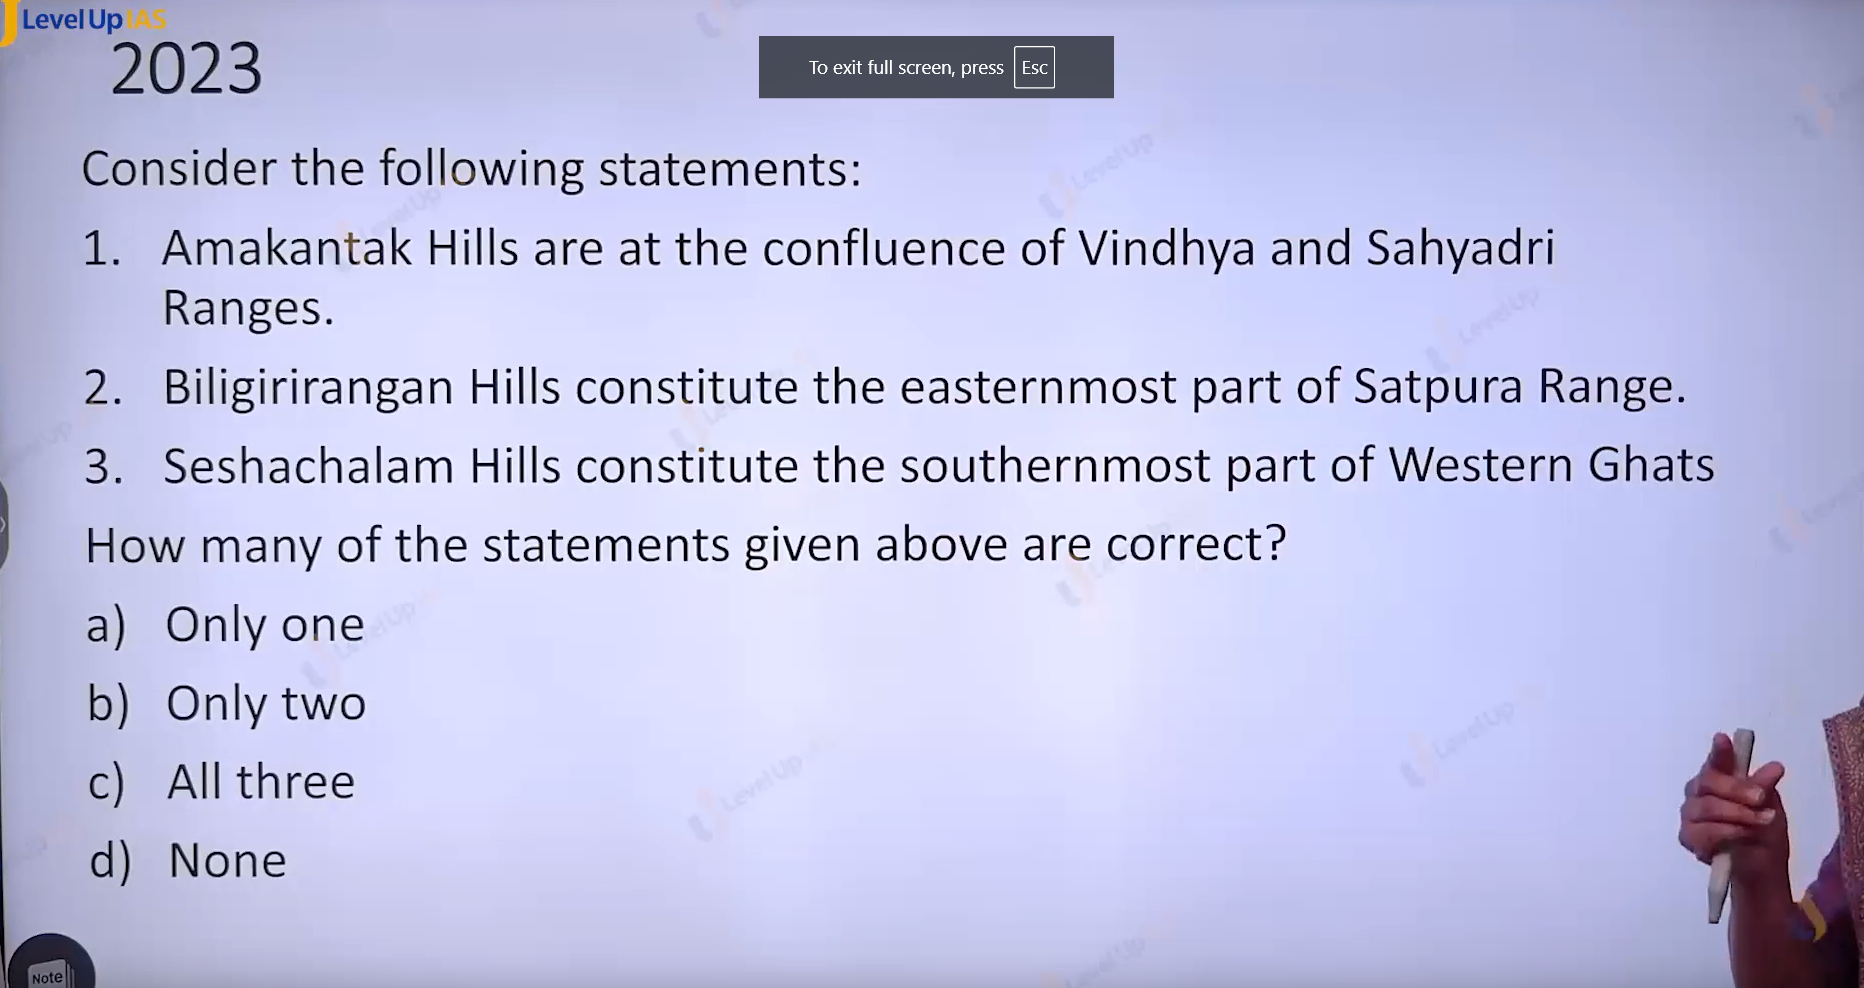 LevelUp IAS
2023
To exit full screen, press Esc
Consider the following statements:
1. Amakantak Hills are at the confluence of Vindhya and Sahyadri
Ranges.
2. Biligirirangan Hills constitute the easternmost part of Satpura Range.
3. Seshachalam Hills constitute the southernmost part of Western Ghats
How many of the statements given above are correct?
a) Only one
b) Only two
c) All three
d) None
Note